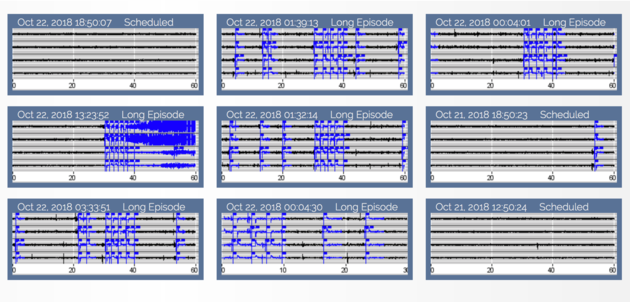 Oct 22, 2018 18:50:07 Scheduled
Oct 22, 2018 01:39:13 Long Episode
Oct 22, 2018 00:04:01 Long Episode
0 20 40 60
0 20 40 60
0 20 40 60
Oct 22, 2018 13:23:52 Long Episode
Oct 22, 2018 01:32:14 Long Episode
Oct 21, 2018 18:50:23 Scheduled
0 20 40 60
0 20 40 60
0 20 40 60
Oct 22, 2018 03:33:51 Long Episode
Oct 22, 2018 00:04:30 Long Episode
Oct 21, 2018 12:50:24 Scheduled
0 20 40 60
0 10 20
0 20 40 60